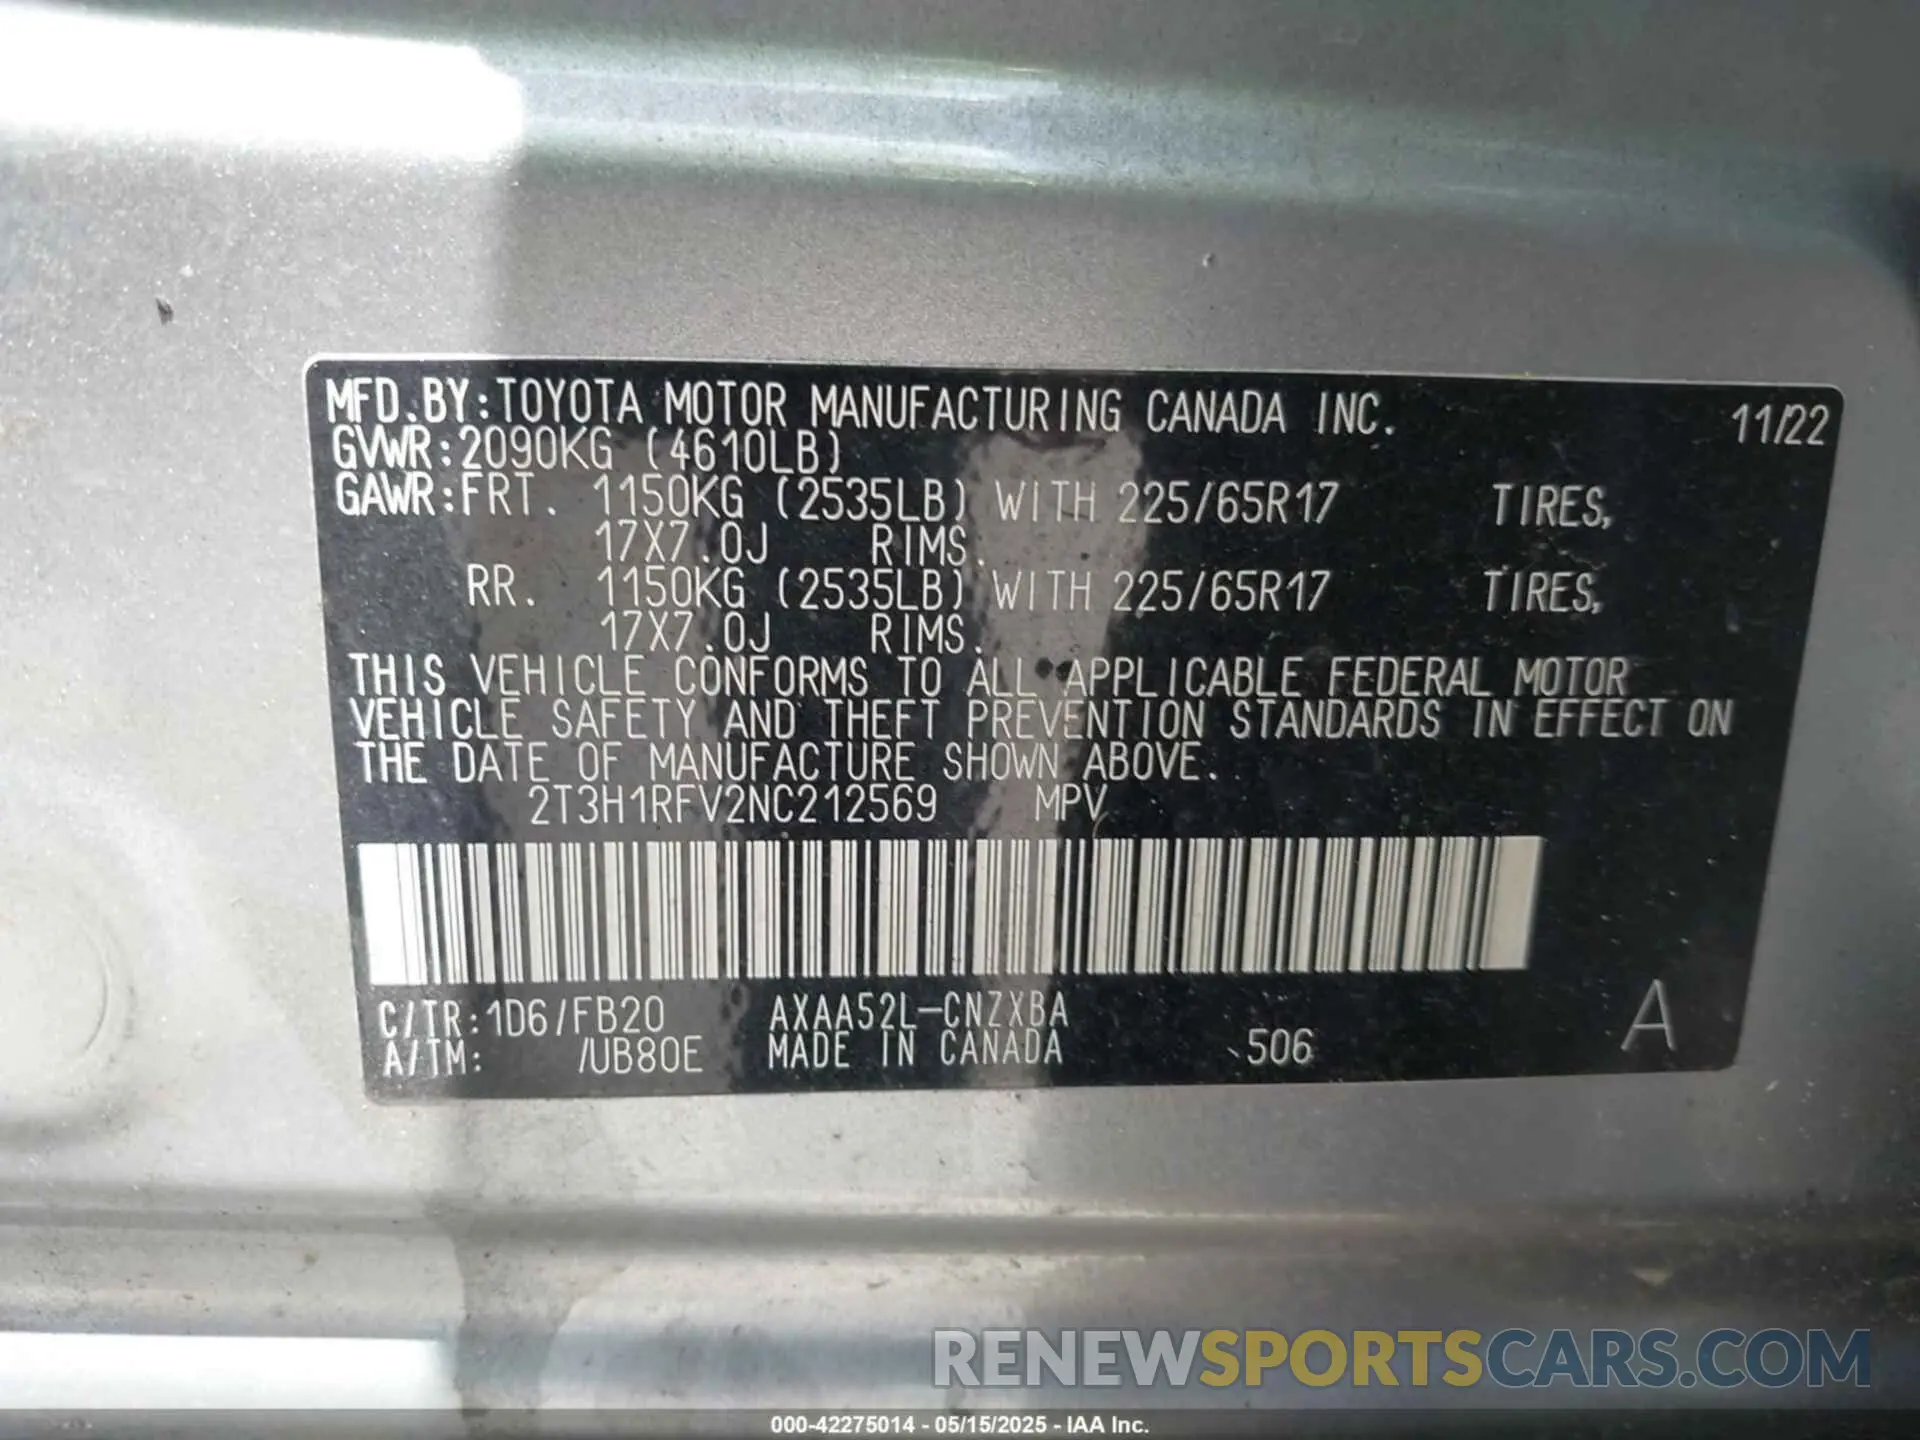 MFD.BY:TOYOTA MOTOR MANUFACTURING CANADA INC. 11/22
GVWR:2090KG (4610LB)
GAWR:FRT. 1150KG (2535LB) WITH 225/65R17 TIRES,
17X7.0J RIMS.
RR. 1150KG (2535LB) WITH 225/65R17 TIRES,
17X7.0J RIMS.
THIS VEHICLE CONFORMS TO ALL APPLICABLE FEDERAL MOTOR
VEHICLE SAFETY AND THEFT PREVENTION STANDARDS IN EFFECT ON
THE DATE OF MANUFACTURE SHOWN ABOVE.
2T3H1RFV2NC212569 MPV
C/TR:1D6/FB20 AXAA52L-CNZXBA
A/TM: /UB80E MADE IN CANADA 506 A
RENEWSPORTSCARS.COM
000-42275014 - 05/15/2025 - IAA Inc.